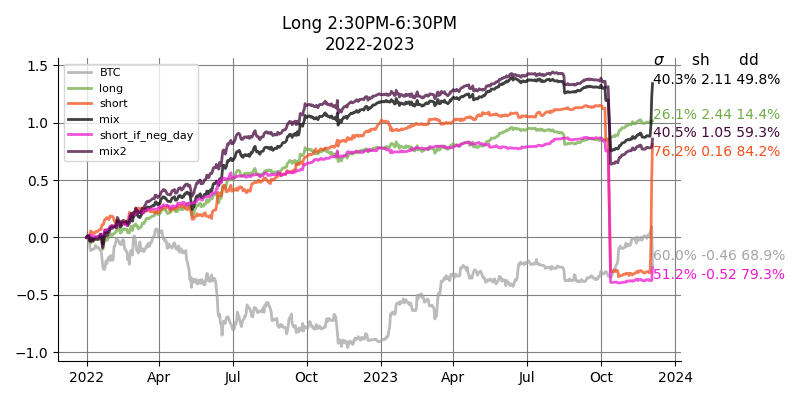 Long 2:30PM-6:30PM
2022-2023
σ sh dd
40.3% 2.11 49.8%
26.1% 2.44 14.4%
40.5% 1.05 59.3%
76.2% 0.16 84.2%
60.0% -0.46 68.9%
51.2% -0.52 79.3%
BTC
long
short
mix
short_if_neg_day
mix2
1.5
1.0
0.5
0.0
−0.5
−1.0
2022 Apr Jul Oct 2023 Apr Jul Oct 2024